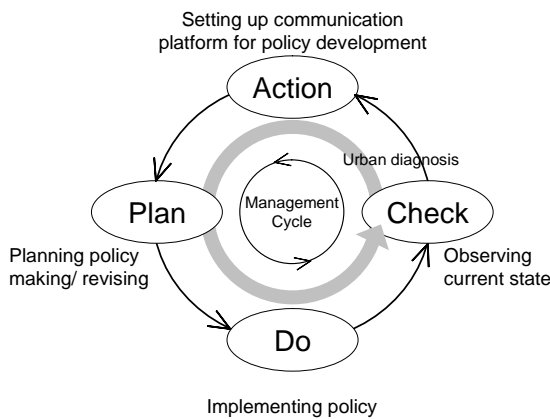 Setting up communication
platform for policy development
Action
Urban diagnosis
Plan
Management
Cycle
Check
Planning policy
making/ revising
Observing
current state
Do
Implementing policy